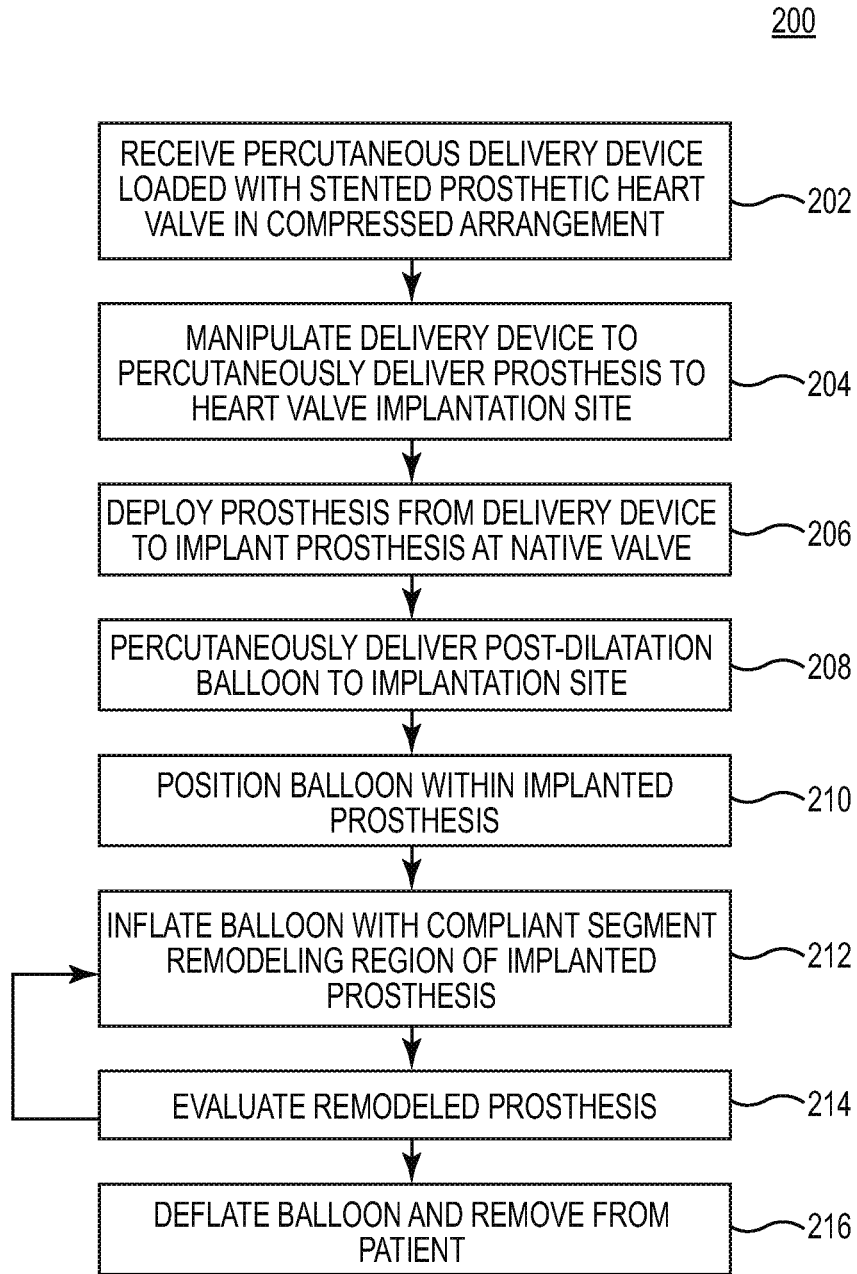 200
RECEIVE PERCUTANEOUS DELIVERY DEVICE
LOADED WITH STENTED PROSTHETIC HEART
VALVE IN COMPRESSED ARRANGEMENT
202
MANIPULATE DELIVERY DEVICE TO
PERCUTANEOUSLY DELIVER PROSTHESIS TO
HEART VALVE IMPLANTATION SITE
204
DEPLOY PROSTHESIS FROM DELIVERY DEVICE
TO IMPLANT PROSTHESIS AT NATIVE VALVE
206
PERCUTANEOUSLY DELIVER POST-DILATATION
BALLOON TO IMPLANTATION SITE
208
POSITION BALLOON WITHIN IMPLANTED
PROSTHESIS
210
INFLATE BALLOON WITH COMPLIANT SEGMENT
REMODELING REGION OF IMPLANTED
PROSTHESIS
212
EVALUATE REMODELED PROSTHESIS
214
DEFLATE BALLOON AND REMOVE FROM
PATIENT
216